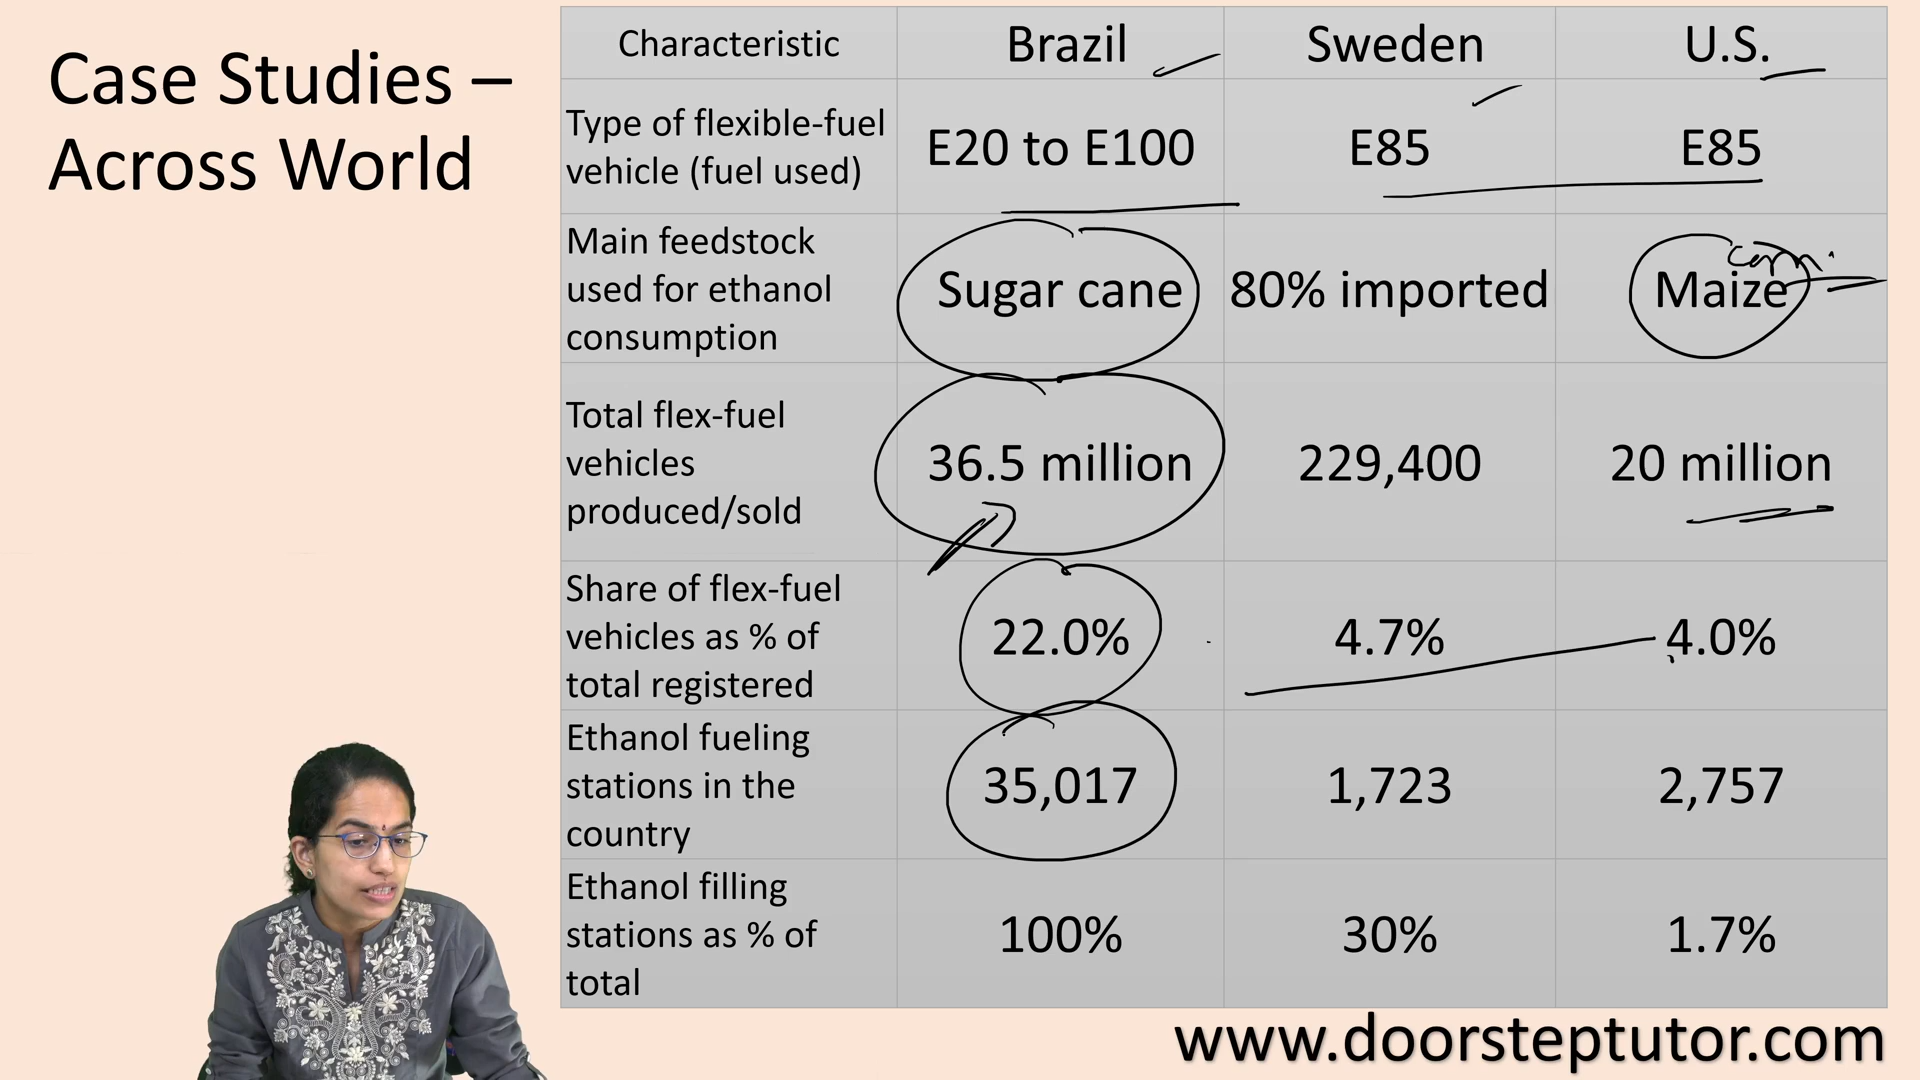 Case Studies –
Across World
Characteristic Brazil Sweden U.S.
Type of flexible-fuel
vehicle (fuel used) E20 to E100 E85 E85
Main feedstock
used for ethanol
consumption Sugar cane 80% imported Maize
corn
Total flex-fuel
vehicles
produced/sold 36.5 million 229,400 20 million
Share of flex-fuel
vehicles as % of
total registered 22.0% 4.7% 4.0%
Ethanol fueling
stations in the
country 35,017 1,723 2,757
Ethanol filling
stations as % of
total 100% 30% 1.7%
www.doorsteptutor.com